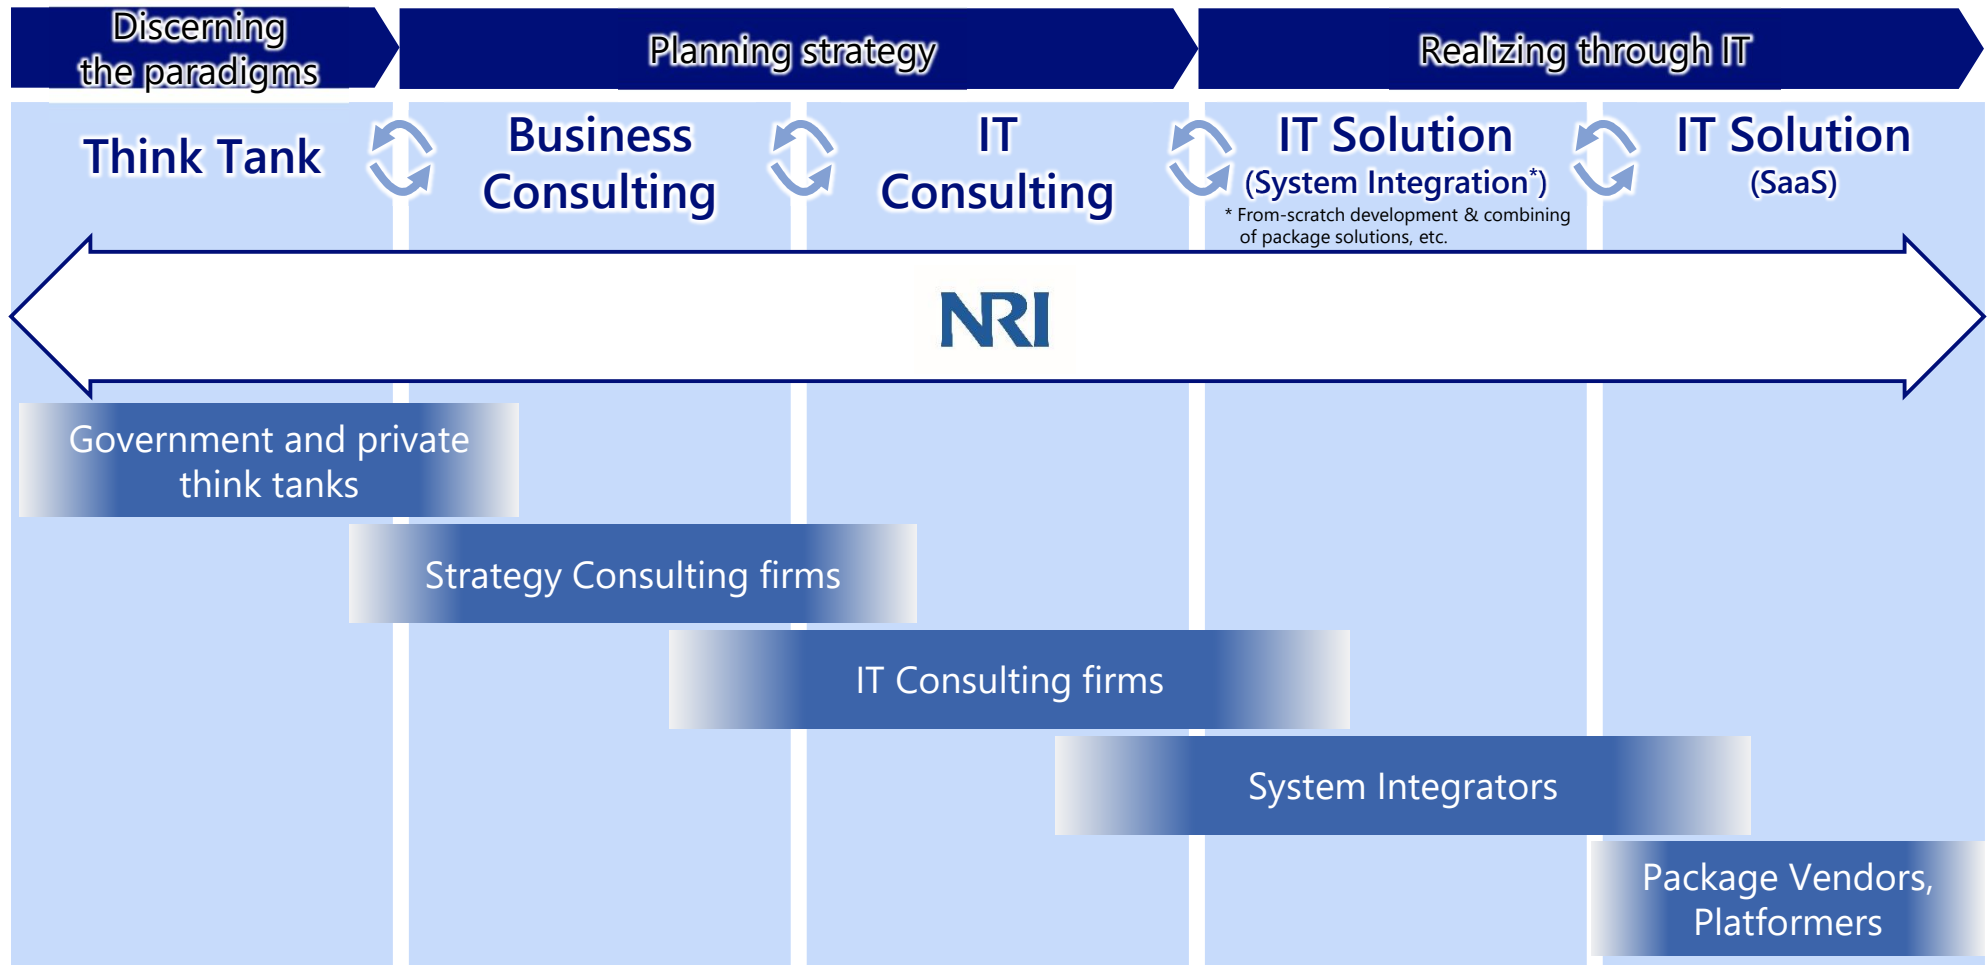 Discerning
the paradigms
Planning strategy
Realizing through IT
Think Tank
Business
Consulting
IT
Consulting
IT Solution
(System Integration*)
* From-scratch development & combining
of package solutions, etc.
IT Solution
(SaaS)
NRI
Government and private
think tanks
Strategy Consulting firms
IT Consulting firms
System Integrators
Package Vendors,
Platformers